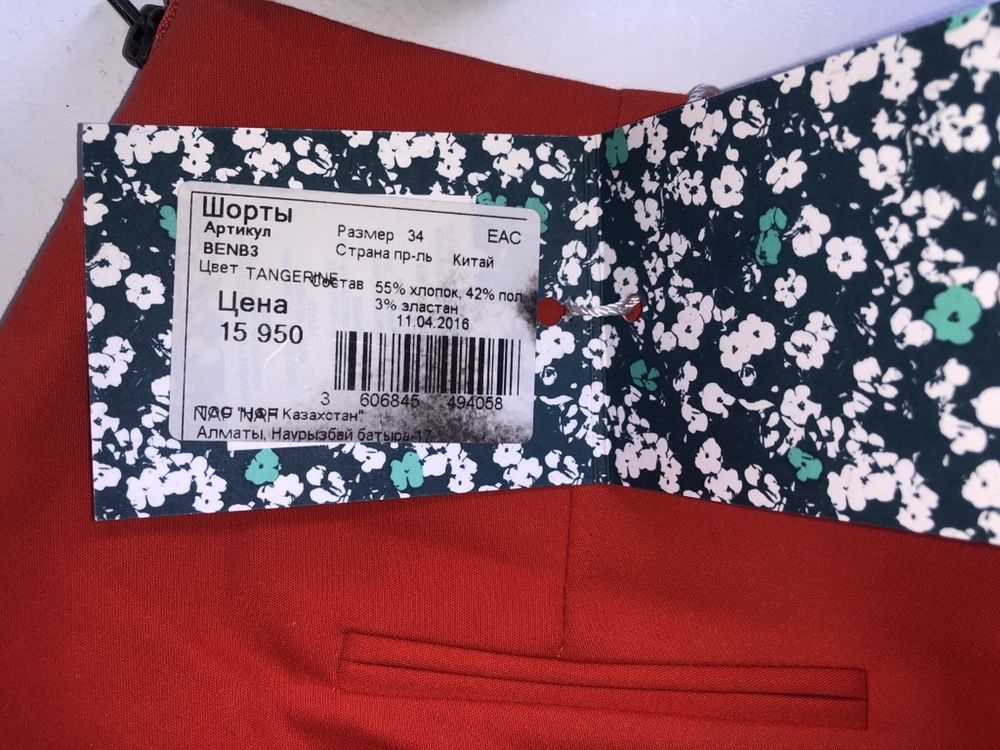 Шорты
Артикул Размер 34 EAC
BENB3 Страна пр-ль Китай
Цвет TANGERINE Состав 55% хлопок, 42% пол
3% эластан
Цена 11.04.2016
15 950
3 606845 494058
Казахстан"
Алматы, Наурызбай батыра 17